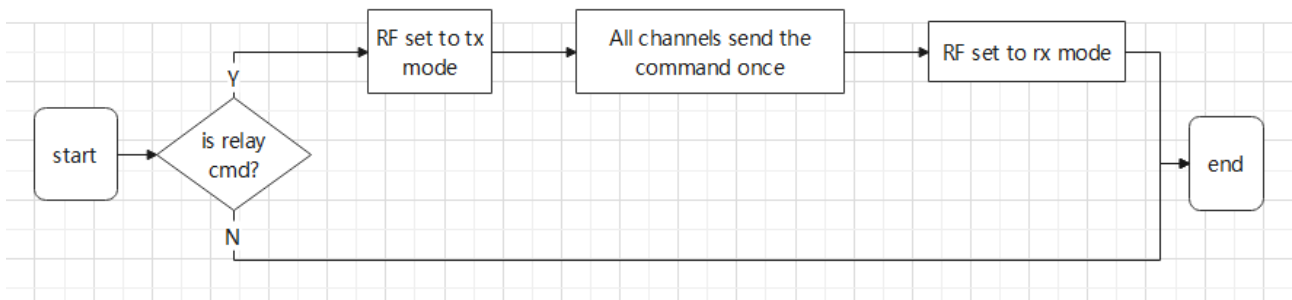 start
is relay
cmd?
Y
N
RF set to tx
mode
All channels send the
command once
RF set to rx mode
end